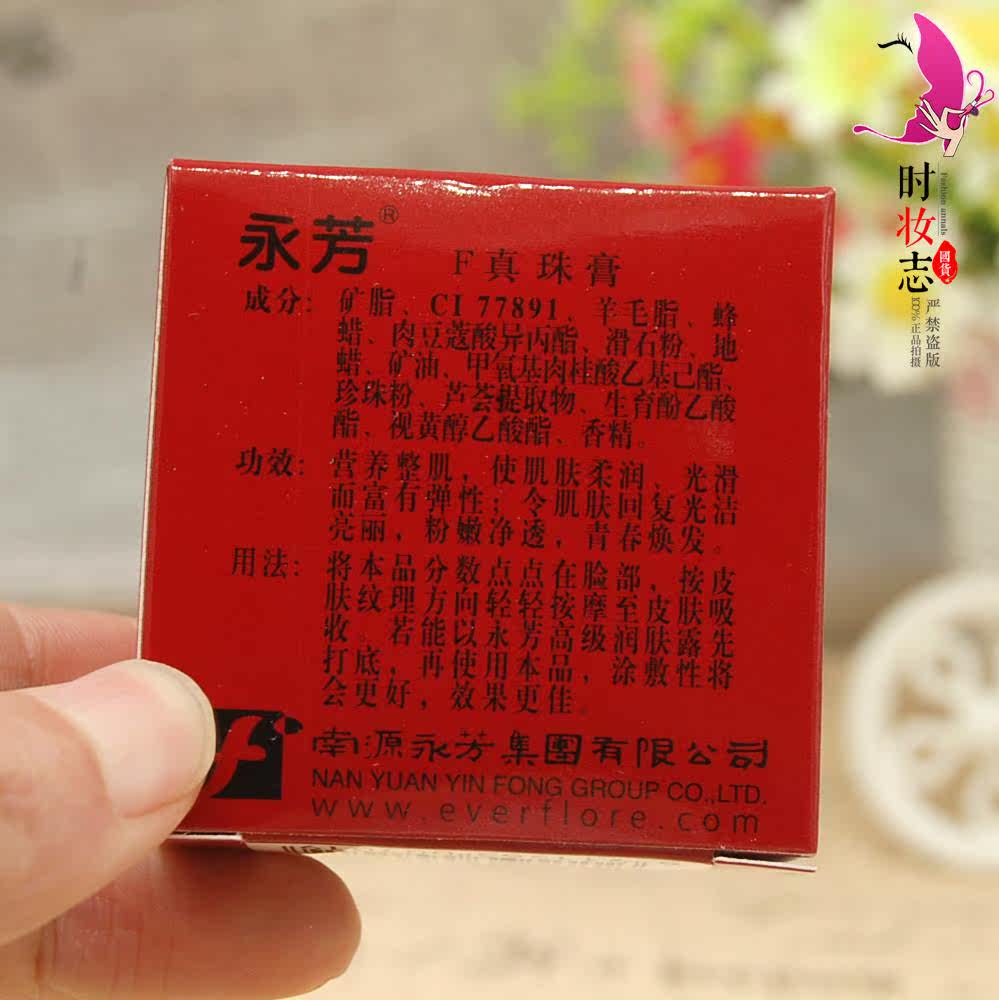 永芳®
F真珠膏
成分：矿脂、CI 77891、羊毛脂、蜂
蜡、肉豆蔻酸异丙酯、滑石粉、地
蜡、矿油、甲氧基肉桂酸乙基己酯、
珍珠粉、芦荟提取物、生育酚乙酸
酯、视黄醇乙酸酯、香精。
功效：营养整肌，使肌肤柔润、光滑
而富有弹性；令肌肤回复光洁
亮丽，粉嫩净透，青春焕发。
用法：将本品分数点点在脸部，按皮
肤纹理方向轻轻按摩至皮肤吸
收。若能以永芳高级润肤露先
打底，再使用本品，涂敷性将
会更好，效果更佳。
南源永芳集團有限公司
NAN YUAN YIN FONG GROUP CO.,LTD.
www.everflore.com
时妆志
Fashion annals
國貨
严禁盗版
100%正品拍摄